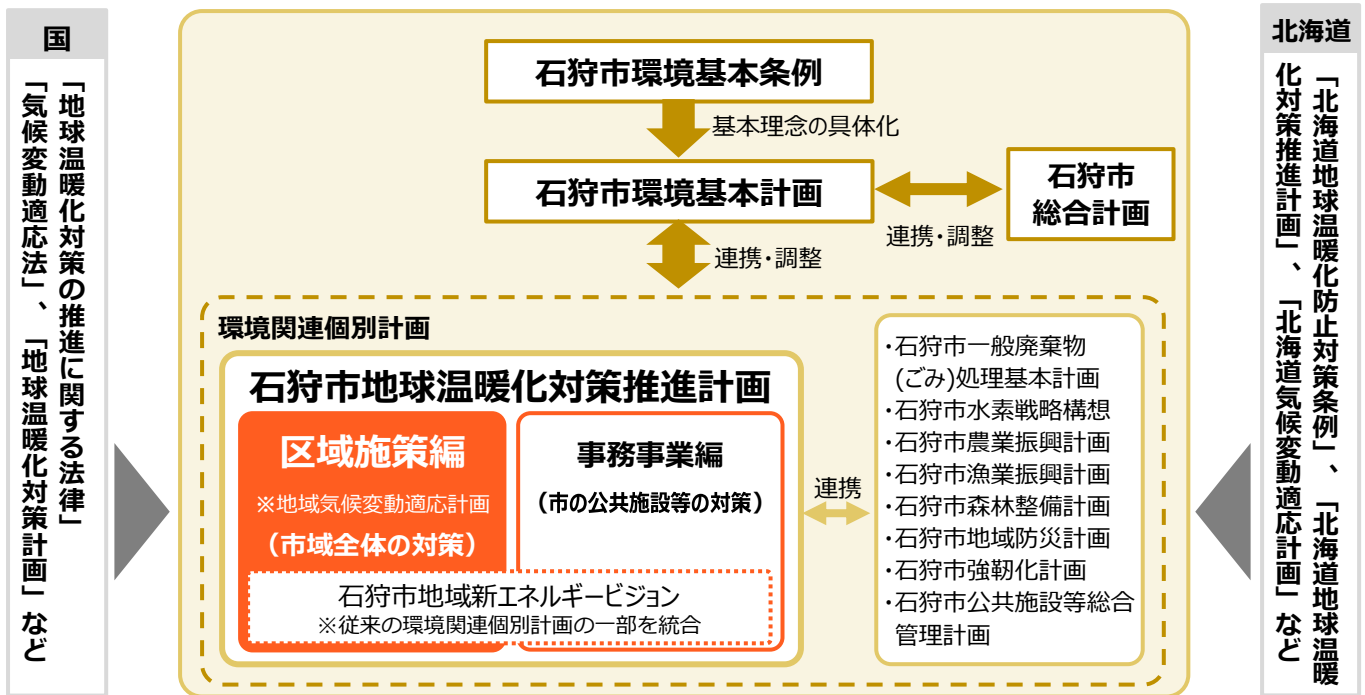 国
「地球温暖化対策の推進に関する法律」
「気候変動適応法」、「地球温暖化対策計画」など
石狩市環境基本条例
基本理念の具体化
石狩市環境基本計画
連携・調整
石狩市
総合計画
連携・調整
環境関連個別計画
石狩市地球温暖化対策推進計画
区域施策編
※地域気候変動適応計画
（市域全体の対策）
事務事業編
（市の公共施設等の対策）
石狩市地域新エネルギービジョン
※従来の環境関連個別計画の一部を統合
連携
・石狩市一般廃棄物
(ごみ)処理基本計画
・石狩市水素戦略構想
・石狩市農業振興計画
・石狩市漁業振興計画
・石狩市森林整備計画
・石狩市地域防災計画
・石狩市強靭化計画
・石狩市公共施設等総合
管理計画
北海道
「北海道地球温暖化防止対策条例」、「北海道地球温暖
化対策推進計画」、「北海道気候変動適応計画」など